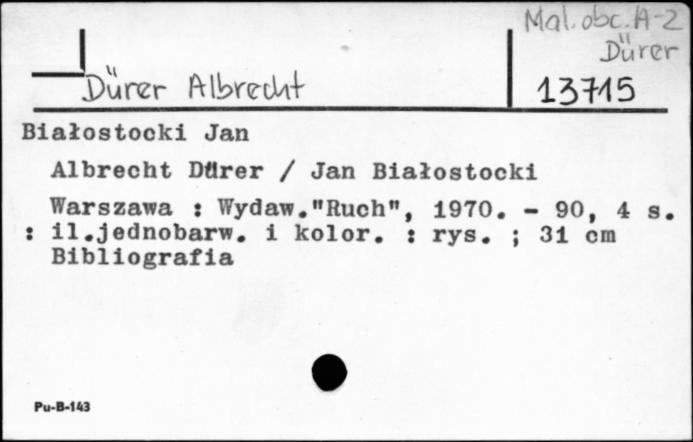 Mal. obc. A-2
Dürer
Dürer Albrecht
13715
Białostocki Jan
Albrecht Dürer / Jan Białostocki
Warszawa : Wydaw."Ruch", 1970. - 90, 4 s.
: il.jednobarw. i kolor. : rys. ; 31 cm
Bibliografia
Pu-B-143